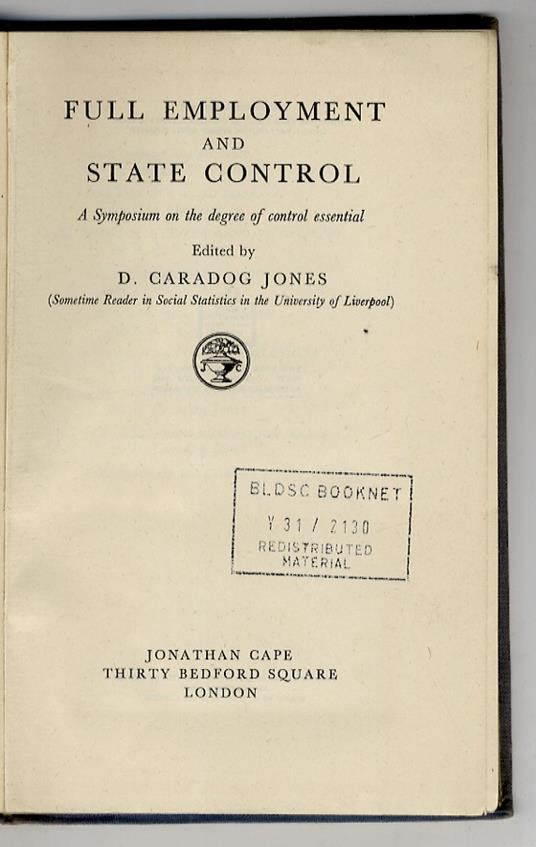 FULL EMPLOYMENT
AND
STATE CONTROL
A Symposium on the degree of control essential
Edited by
D. CARADOG JONES
(Sometime Reader in Social Statistics in the University of Liverpool)
J C
BLDSC BOOKNET
Y 31 / 2130
REDISTRIBUTED
MATERIAL
JONATHAN CAPE
THIRTY BEDFORD SQUARE
LONDON